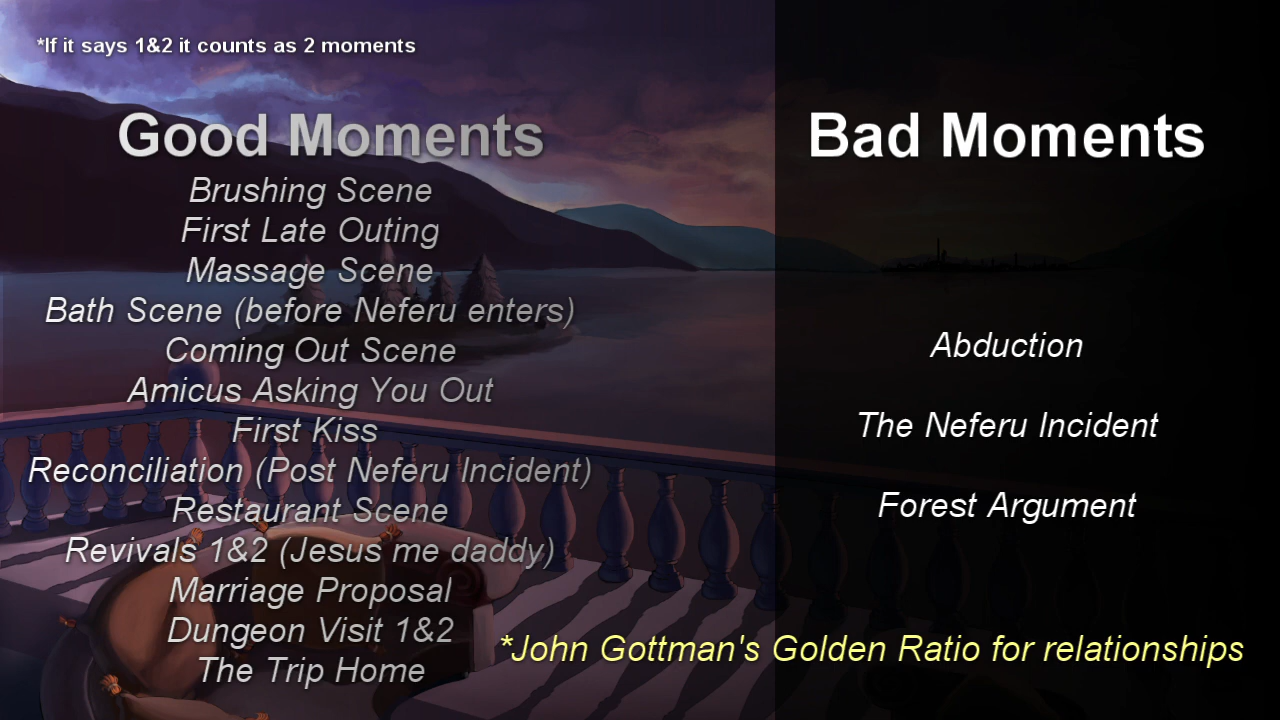 *If it says 1&2 it counts as 2 moments
Good Moments
Brushing Scene
First Late Outing
Massage Scene
Bath Scene (before Neferu enters)
Coming Out Scene
Amicus Asking You Out
First Kiss
Reconciliation (Post Neferu Incident)
Restaurant Scene
Revivals 1&2 (Jesus me daddy)
Marriage Proposal
Dungeon Visit 1&2
The Trip Home
Bad Moments
Abduction
The Neferu Incident
Forest Argument
*John Gottman's Golden Ratio for relationships